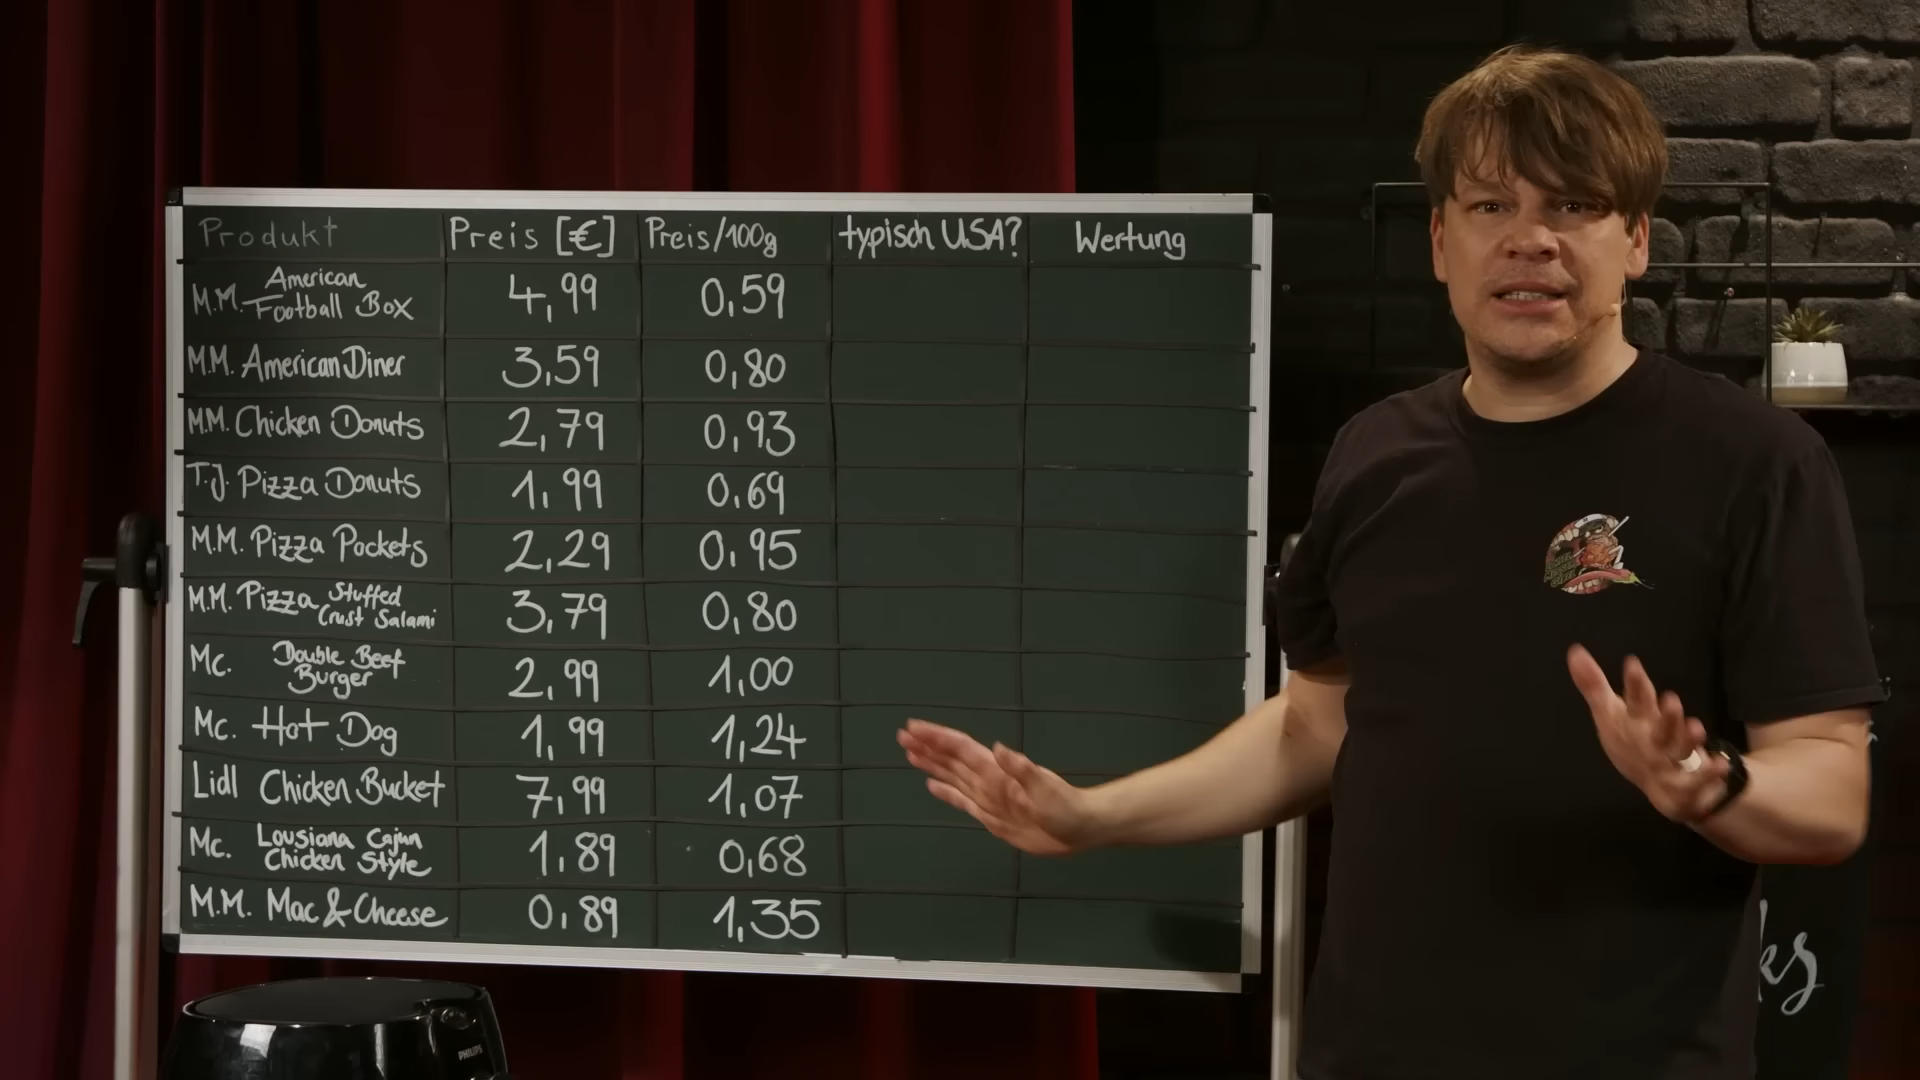 Produkt Preis [€] Preis/100g typisch USA? Wertung
M.M. American Football Box 4,99 0,59
M.M. American Diner 3,59 0,80
M.M. Chicken Donuts 2,79 0,93
T.J. Pizza Donuts 1,99 0,69
M.M. Pizza Pockets 2,29 0,95
M.M. Pizza Stuffed Crust Salami 3,79 0,80
Mc. Double Beef Burger 2,99 1,00
Mc. Hot Dog 1,99 1,24
Lidl Chicken Bucket 7,99 1,07
Mc. Lousiana Cajun Chicken Style 1,89 0,68
M.M. Mac & Cheese 0,89 1,35
PHILIPS
ks